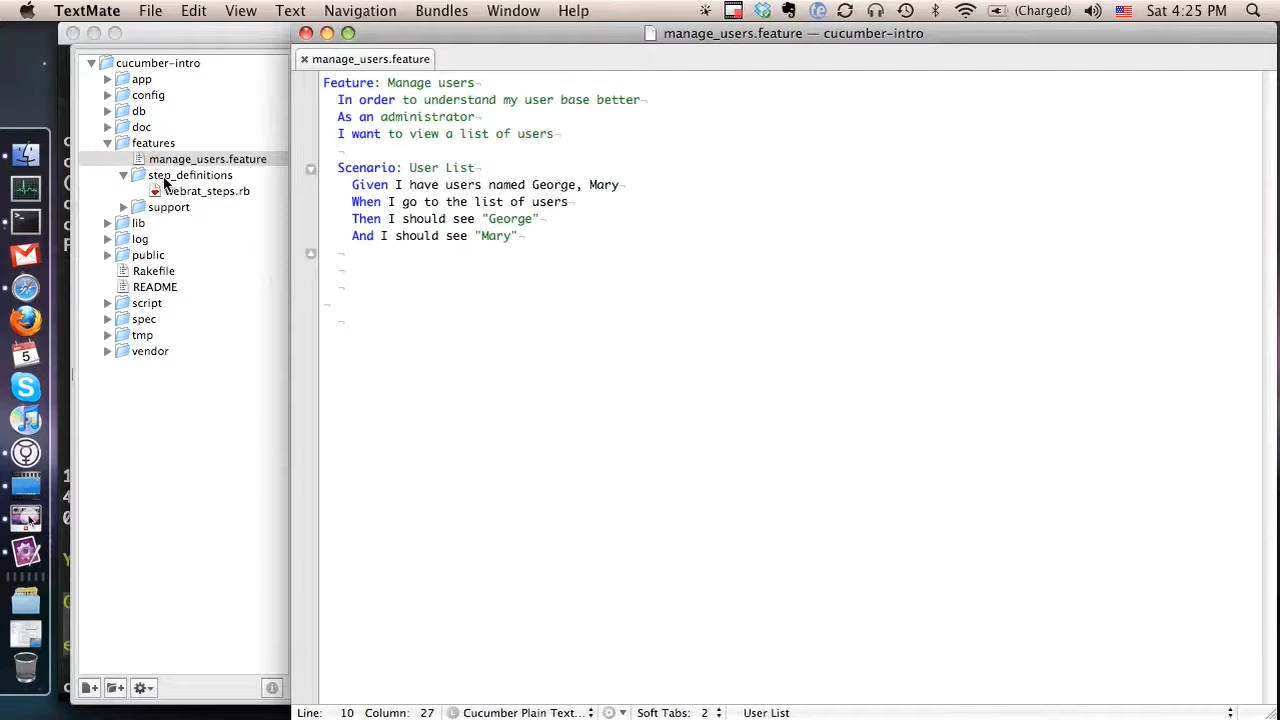 TextMate File Edit View Text Navigation Bundles Window Help (Charged) Sat 4:25 PM
manage_users.feature — cucumber-intro
manage_users.feature
cucumber-intro
app
config
db
doc
features
manage_users.feature
step_definitions
webrat_steps.rb
support
lib
log
public
Rakefile
README
script
spec
tmp
vendor
Feature: Manage users
In order to understand my user base better
As an administrator
I want to view a list of users
Scenario: User List
Given I have users named George, Mary
When I go to the list of users
Then I should see "George"
And I should see "Mary"
5
Line: 10 Column: 27 Cucumber Plain Text... Soft Tabs: 2 User List